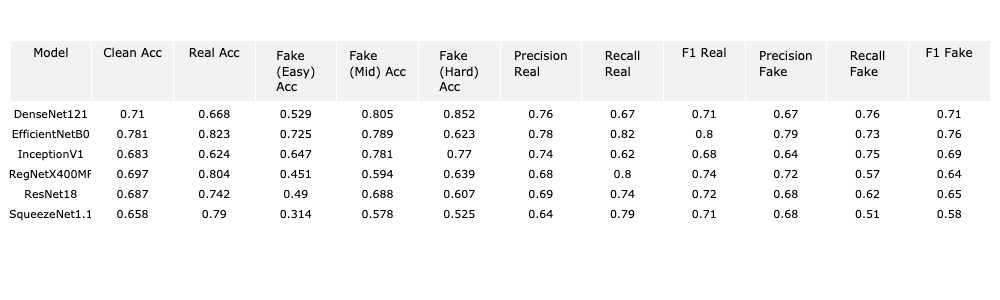 Model Clean Acc Real Acc Fake (Easy) Acc Fake (Mid) Acc Fake (Hard) Acc Precision Real Recall Real F1 Real Precision Fake Recall Fake F1 Fake
DenseNet121 0.71 0.668 0.529 0.805 0.852 0.76 0.67 0.71 0.67 0.76 0.71
EfficientNetB0 0.781 0.823 0.725 0.789 0.623 0.78 0.82 0.8 0.79 0.73 0.76
InceptionV1 0.683 0.624 0.647 0.781 0.77 0.74 0.62 0.68 0.64 0.75 0.69
RegNetX400MF 0.697 0.804 0.451 0.594 0.639 0.68 0.8 0.74 0.72 0.57 0.64
ResNet18 0.687 0.742 0.49 0.688 0.607 0.69 0.74 0.72 0.68 0.62 0.65
SqueezeNet1.1 0.658 0.79 0.314 0.578 0.525 0.64 0.79 0.71 0.68 0.51 0.58